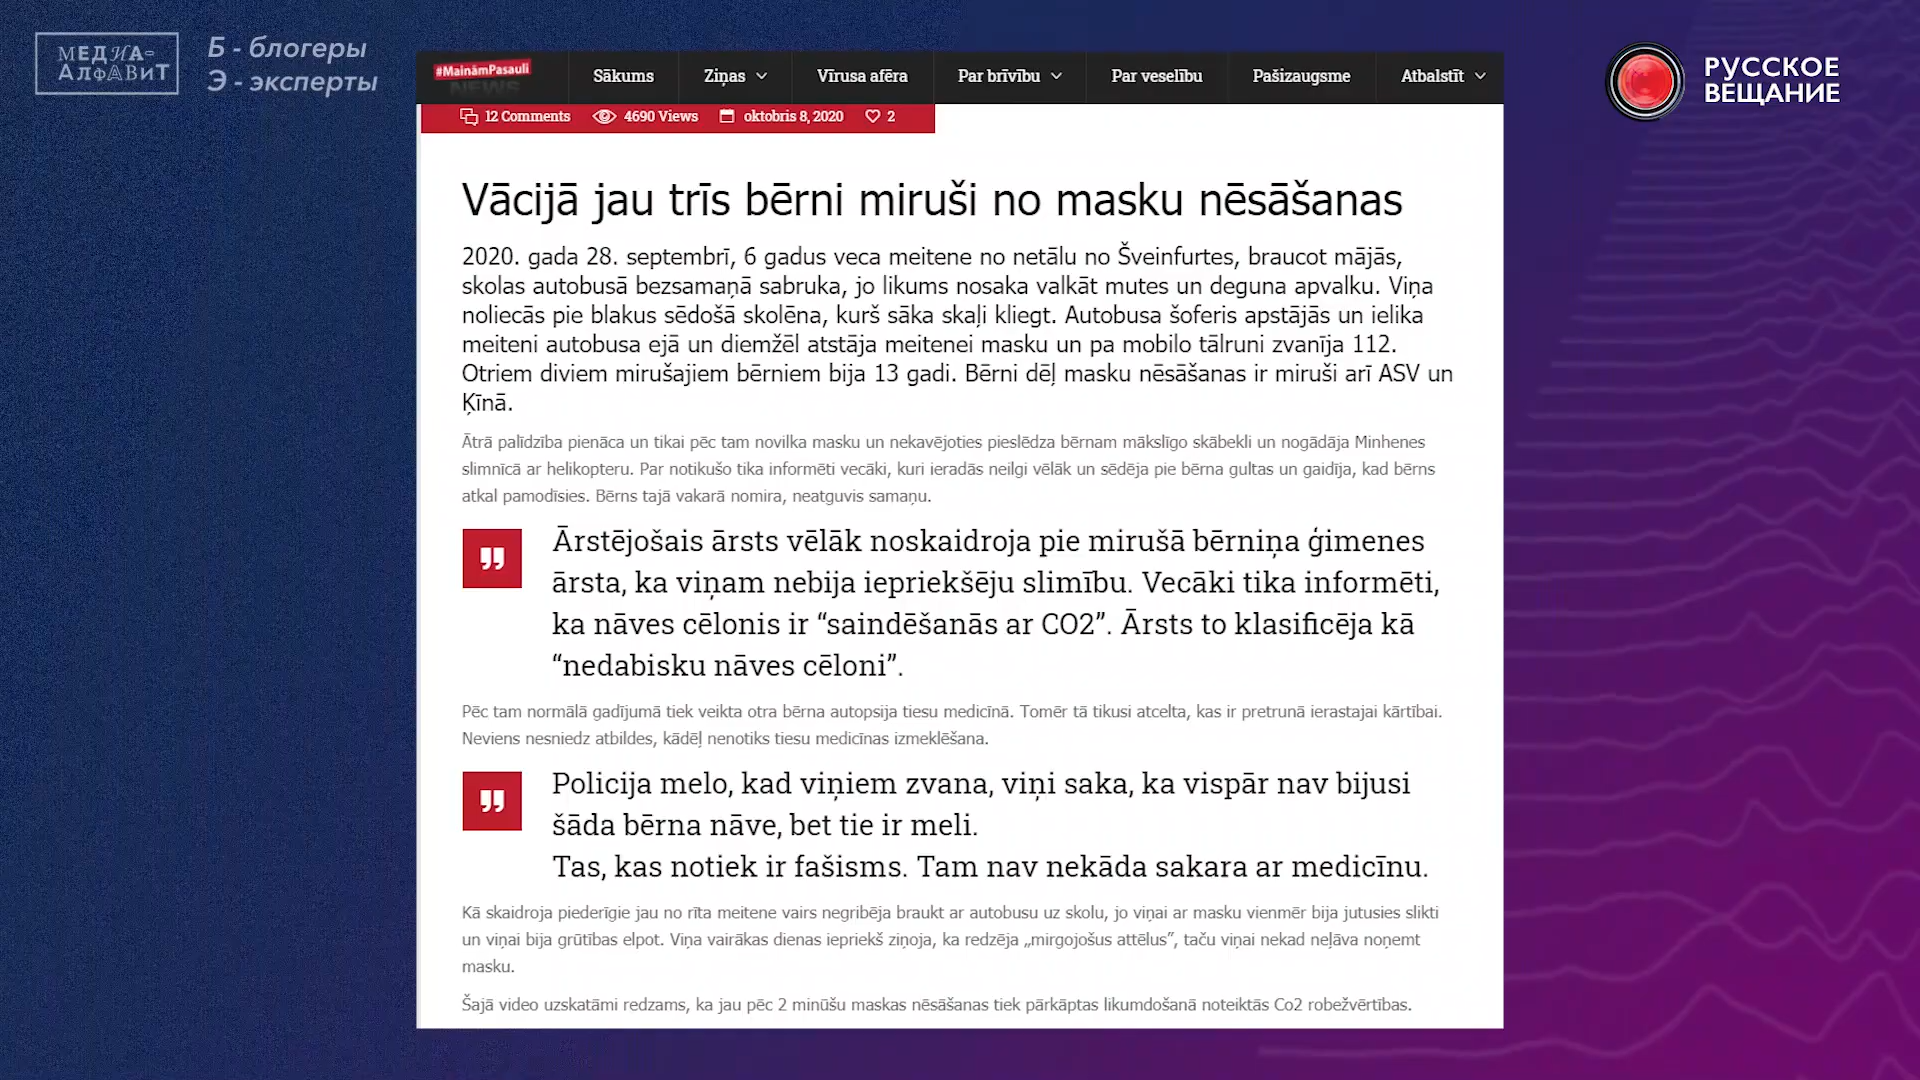 МЕДИА-
АЛФАВИТ
Б - блогеры
Э - эксперты
#MaināmPasauli
NEWS
Sākums
Ziņas
Vīrusa afēra
Par brīvību
Par veselību
Pašizaugsme
Atbalstīt
РУССКОЕ
ВЕЩАНИЕ
12 Comments 4690 Views oktobris 8, 2020 2
Vācijā jau trīs bērni miruši no masku nēsāšanas
2020. gada 28. septembrī, 6 gadus veca meitene no netālu no Šveinfurtes, braucot mājās,
skolas autobusā bezsamaņā sabruka, jo likums nosaka valkāt mutes un deguna apvalku. Viņa
noliecās pie blakus sēdošā skolēna, kurš sāka skaļi kliegt. Autobusa šoferis apstājās un ielika
meiteni autobusa ejā un diemžēl atstāja meitenei masku un pa mobilo tālruni zvanīja 112.
Otriem diviem mirušajiem bērniem bija 13 gadi. Bērni dēļ masku nēsāšanas ir miruši arī ASV un
Ķīnā.
Ātrā palīdzība pienāca un tikai pēc tam novilka masku un nekavējoties pieslēdza bērnam mākslīgo skābekli un nogādāja Minhenes
slimnīcā ar helikopteru. Par notikušo tika informēti vecāki, kuri ieradās neilgi vēlāk un sēdēja pie bērna gultas un gaidīja, kad bērns
atkal pamodīsies. Bērns tajā vakarā nomira, neatguvis samaņu.
Ārstējošais ārsts vēlāk noskaidroja pie mirušā bērniņa ģimenes
ārsta, ka viņam nebija iepriekšēju slimību. Vecāki tika informēti,
ka nāves cēlonis ir “saindēšanās ar CO2”. Ārsts to klasificēja kā
“nedabisku nāves cēloni”.
Pēc tam normālā gadījumā tiek veikta otra bērna autopsija tiesu medicīnā. Tomēr tā tikusi atcelta, kas ir pretrunā ierastajai kārtībai.
Neviens nesniedz atbildes, kādēļ nenotiks tiesu medicīnas izmeklēšana.
Policija melo, kad viņiem zvana, viņi saka, ka vispār nav bijusi
šāda bērna nāve, bet tie ir meli.
Tas, kas notiek ir fašisms. Tam nav nekāda sakara ar medicīnu.
Kā skaidroja piederīgie jau no rīta meitene vairs negribēja braukt ar autobusu uz skolu, jo viņai ar masku vienmēr bija jutusies slikti
un viņai bija grūtības elpot. Viņa vairākas dienas iepriekš ziņoja, ka redzēja „mirgojošus attēlus”, taču viņai nekad neļāva noņemt
masku.
Šajā video uzskatāmi redzams, ka jau pēc 2 minūšu maskas nēsāšanas tiek pārkāptas likumdošanā noteiktās Co2 robežvērtības.